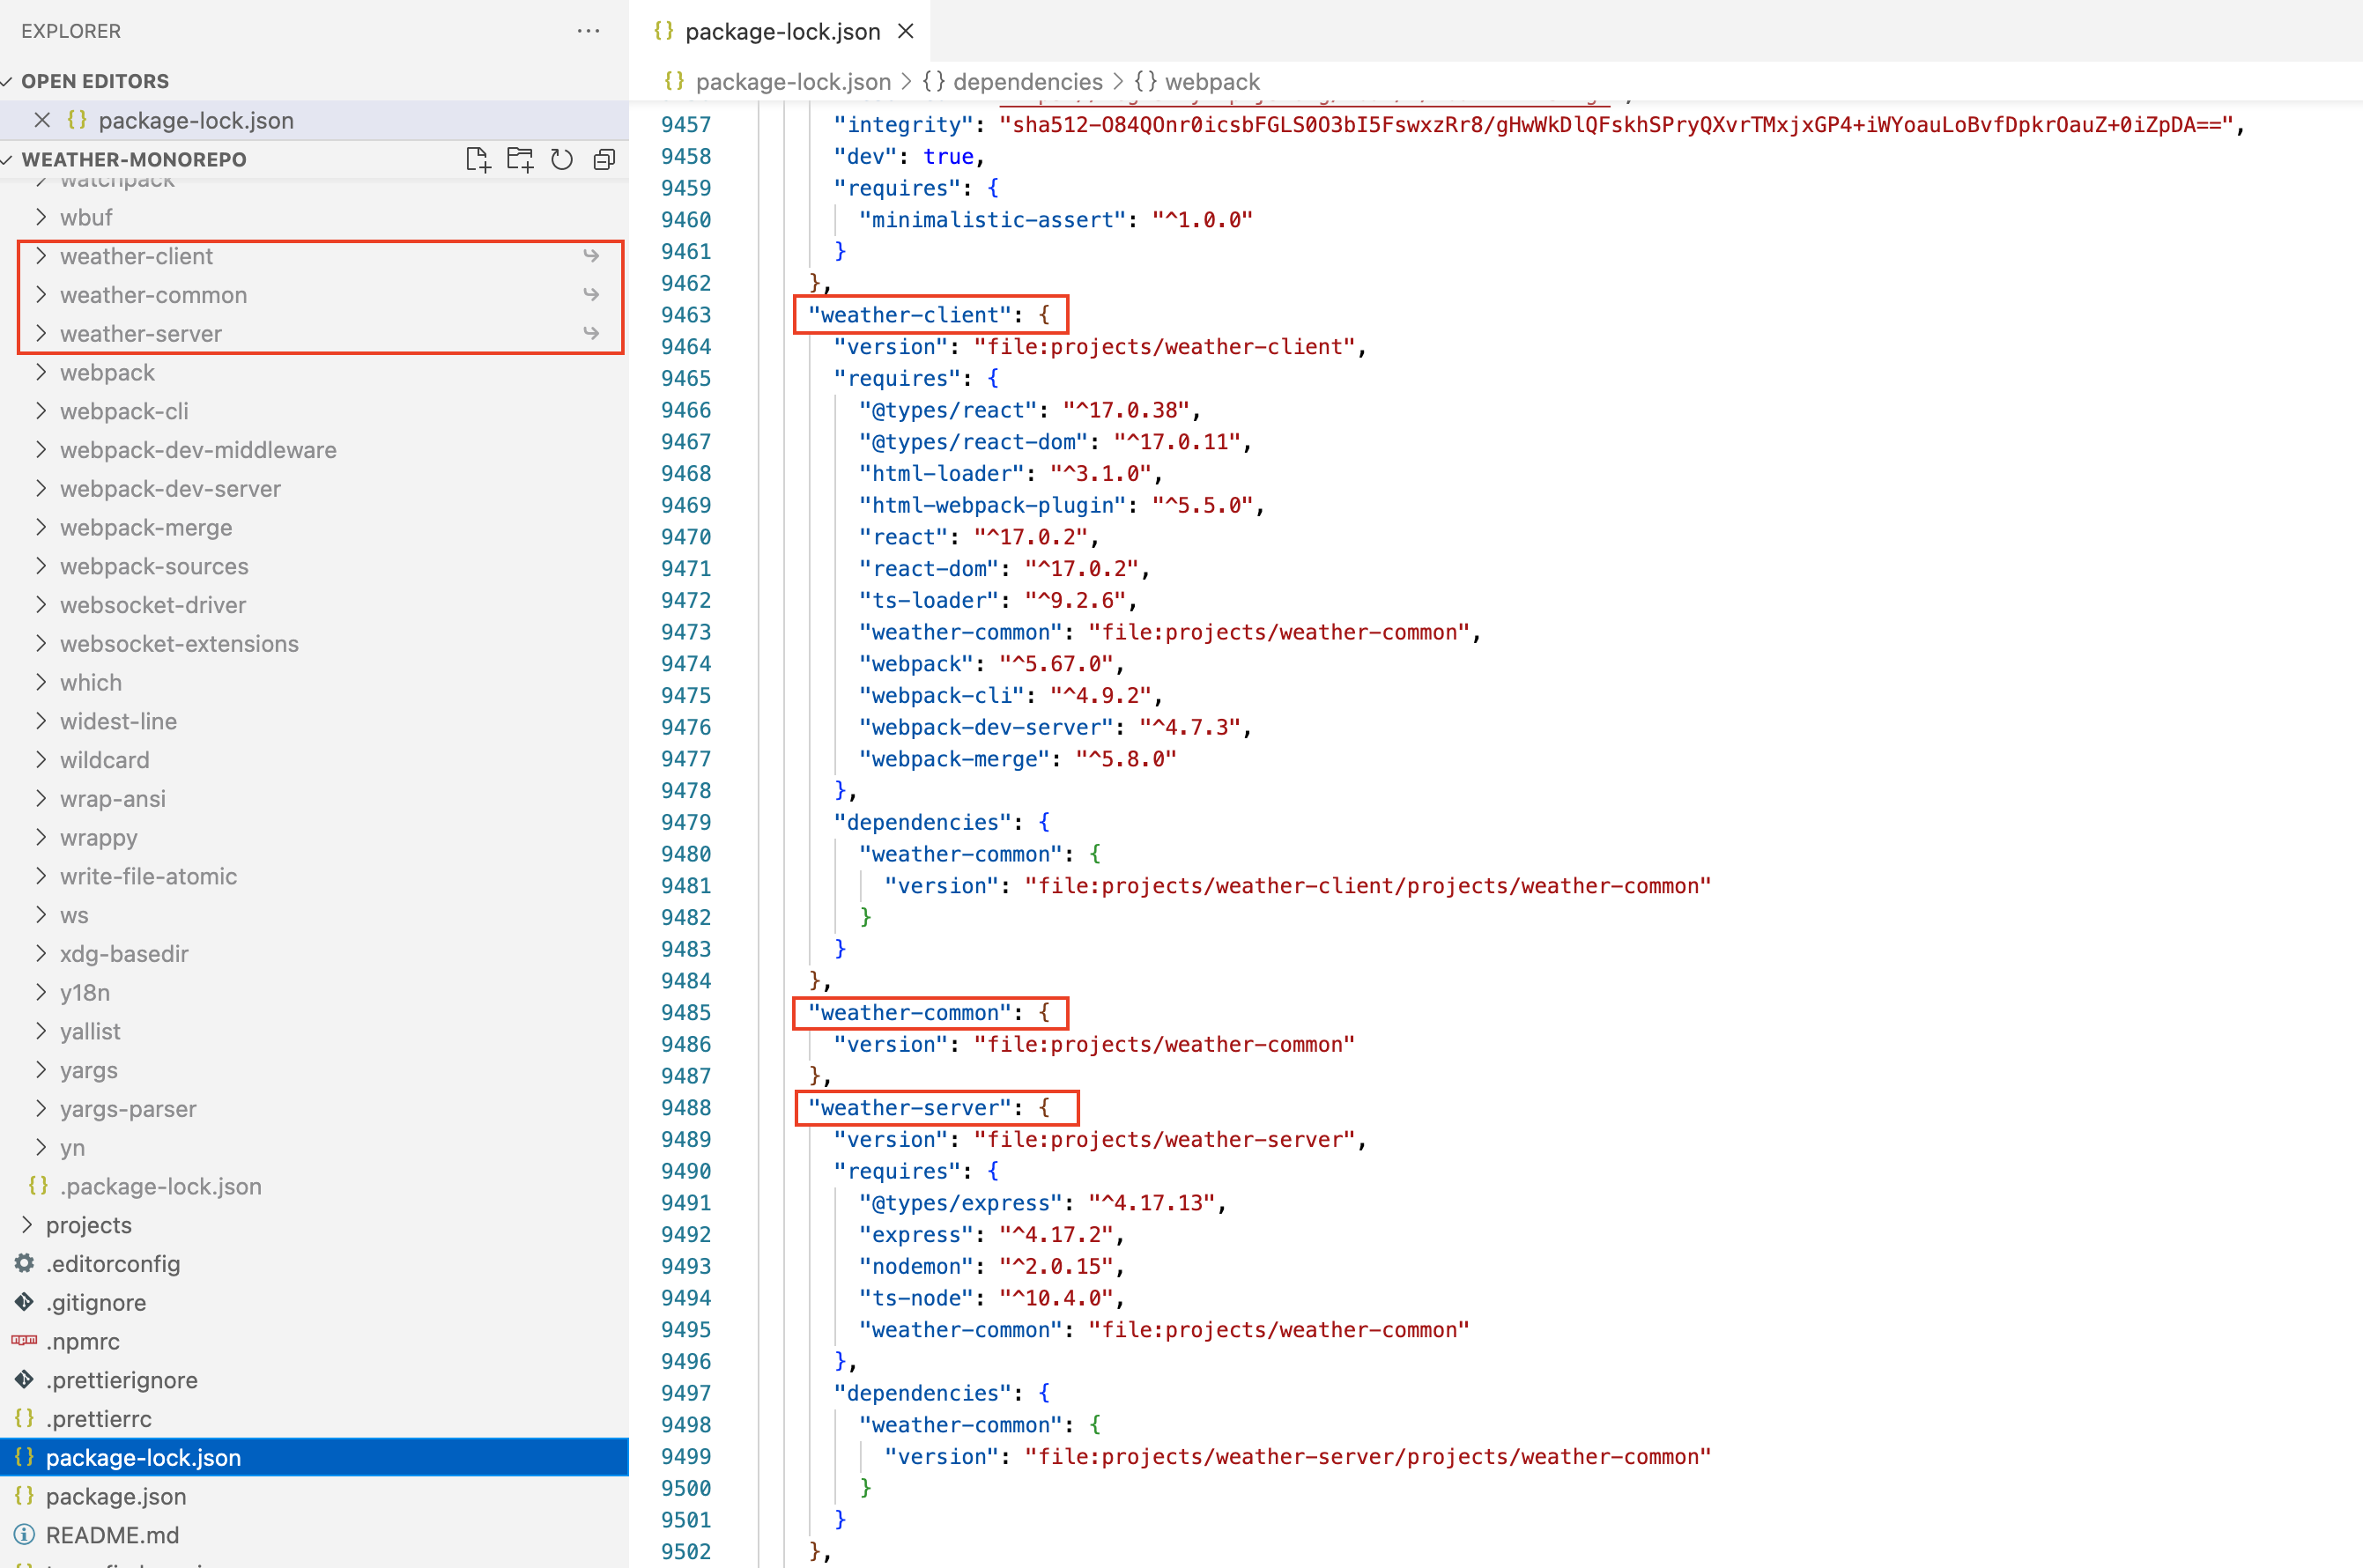 EXPLORER
OPEN EDITORS
package-lock.json
WEATHER-MONOREPO
watchpack
wbuf
weather-client
weather-common
weather-server
webpack
webpack-cli
webpack-dev-middleware
webpack-dev-server
webpack-merge
webpack-sources
websocket-driver
websocket-extensions
which
widest-line
wildcard
wrap-ansi
wrappy
write-file-atomic
ws
xdg-basedir
y18n
yallist
yargs
yargs-parser
yn
.package-lock.json
projects
.editorconfig
.gitignore
.npmrc
.prettierignore
.prettierrc
package-lock.json
package.json
README.md
package-lock.json
package-lock.json > {} dependencies > {} webpack
9457 "integrity": "sha512-O84QOnr0icsbFGLS0O3bI5FswxzRr8/gHwWkDlQFskhSPryQXvrTMxjxGP4+iWYoauLoBvfDpkrOauZ+0iZpDA==",
9458 "dev": true,
9459 "requires": {
9460 "minimalistic-assert": "^1.0.0"
9461 }
9462 },
9463 "weather-client": {
9464 "version": "file:projects/weather-client",
9465 "requires": {
9466 "@types/react": "^17.0.38",
9467 "@types/react-dom": "^17.0.11",
9468 "html-loader": "^3.1.0",
9469 "html-webpack-plugin": "^5.5.0",
9470 "react": "^17.0.2",
9471 "react-dom": "^17.0.2",
9472 "ts-loader": "^9.2.6",
9473 "weather-common": "file:projects/weather-common",
9474 "webpack": "^5.67.0",
9475 "webpack-cli": "^4.9.2",
9476 "webpack-dev-server": "^4.7.3",
9477 "webpack-merge": "^5.8.0"
9478 },
9479 "dependencies": {
9480 "weather-common": {
9481 "version": "file:projects/weather-client/projects/weather-common"
9482 }
9483 }
9484 },
9485 "weather-common": {
9486 "version": "file:projects/weather-common"
9487 },
9488 "weather-server": {
9489 "version": "file:projects/weather-server",
9490 "requires": {
9491 "@types/express": "^4.17.13",
9492 "express": "^4.17.2",
9493 "nodemon": "^2.0.15",
9494 "ts-node": "^10.4.0",
9495 "weather-common": "file:projects/weather-common"
9496 },
9497 "dependencies": {
9498 "weather-common": {
9499 "version": "file:projects/weather-server/projects/weather-common"
9500 }
9501 }
9502 },